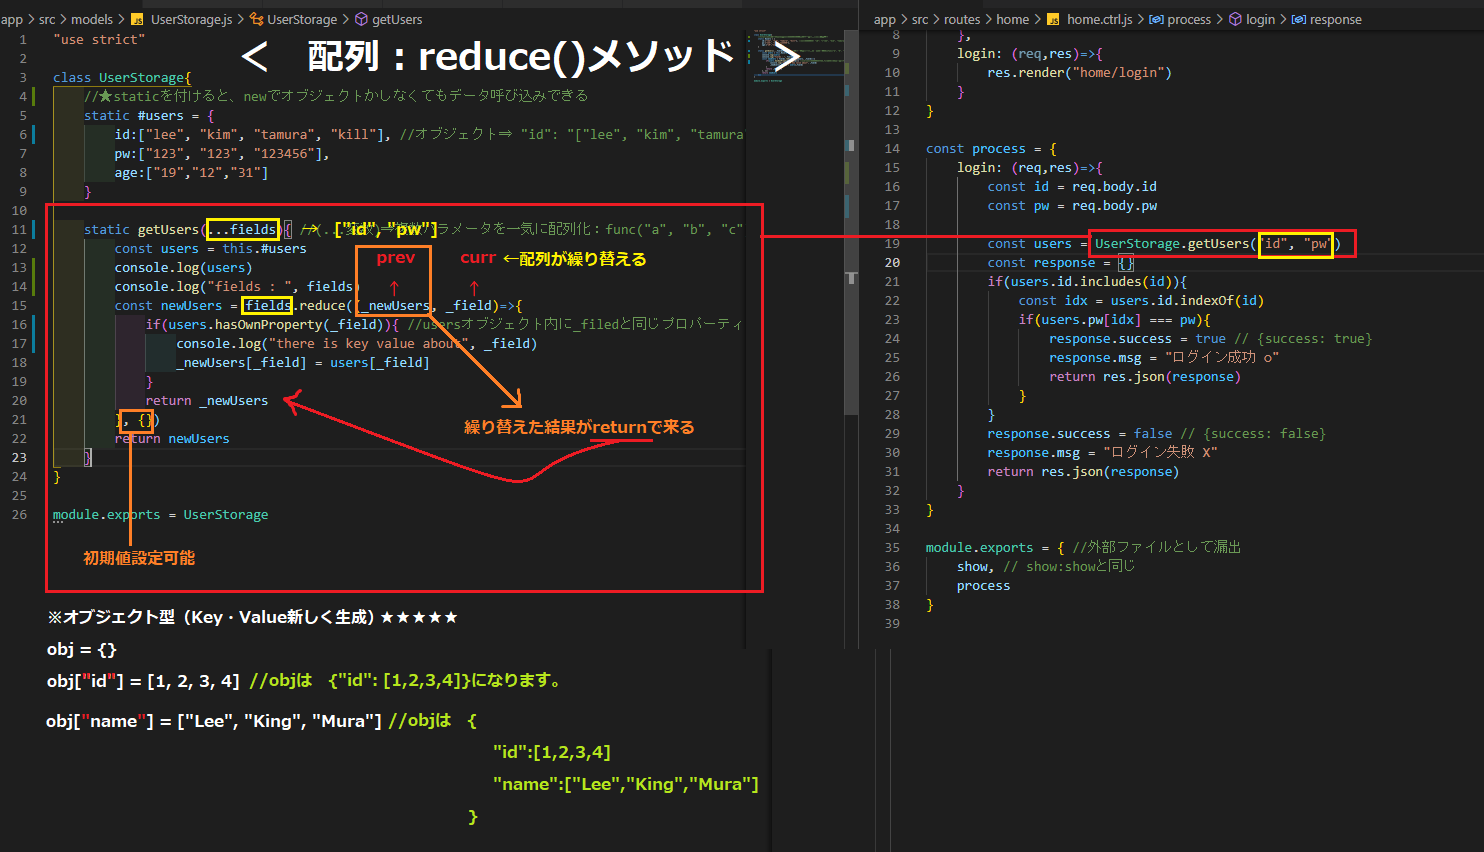 app > src > models > JS UserStorage.js > UserStorage > getUsers
< 配列:reduce()メソッド >
1 "use strict"
2
3 class UserStorage{
4 //★staticを付けると、newでオブジェクトかしなくてもデータ呼び込みできる
5 static #users = {
6 id:["lee", "kim", "tamura", "kill"], //オブジェクト⇒ "id": "["lee", "kim", "tamura
7 pw:["123", "123", "123456"],
8 age:["19","12","31"]
9 }
10
11 static getUsers(...fields){ → ["id", "pw"] ラメータを一気に配列化：func("a", "b", "c"
12 const users = this.#users
prev curr ←配列が繰り替える
13 console.log(users)
14 console.log("fields : ", fields)
15 const newUsers = fields.reduce((_newUsers, _field)=>{
16 if(users.hasOwnProperty(_field)){ //usersオブジェクト内に_filedと同じプロパティ
17 console.log("there is key value about", _field)
18 _newUsers[_field] = users[_field]
19 }
20 return _newUsers
21 }, {})
繰り替えた結果がreturnで来る
22 return newUsers
23 }
24 }
25
26 module.exports = UserStorage
初期値設定可能
※オブジェクト型（Key・Value新しく生成）★★★★★
obj = {}
obj["id"] = [1, 2, 3, 4] //objは {"id": [1,2,3,4]}になります。
obj["name"] = ["Lee", "King", "Mura"] //objは {
"id":[1,2,3,4]
"name":["Lee","King","Mura"]
}
app > src > routes > home > JS home.ctrl.js > process > login > response
8 },
9 login: (req,res)=>{
10 res.render("home/login")
11 }
12 }
13
14 const process = {
15 login: (req,res)=>{
16 const id = req.body.id
17 const pw = req.body.pw
18
19 const users = UserStorage.getUsers("id", "pw")
20 const response = {}
21 if(users.id.includes(id)){
22 const idx = users.id.indexOf(id)
23 if(users.pw[idx] === pw){
24 response.success = true // {success: true}
25 response.msg = "ログイン成功 o"
26 return res.json(response)
27 }
28 }
29 response.success = false // {success: false}
30 response.msg = "ログイン失敗 X"
31 return res.json(response)
32 }
33 }
34
35 module.exports = { //外部ファイルとして漏出
36 show, // show:showと同じ
37 process
38 }
39